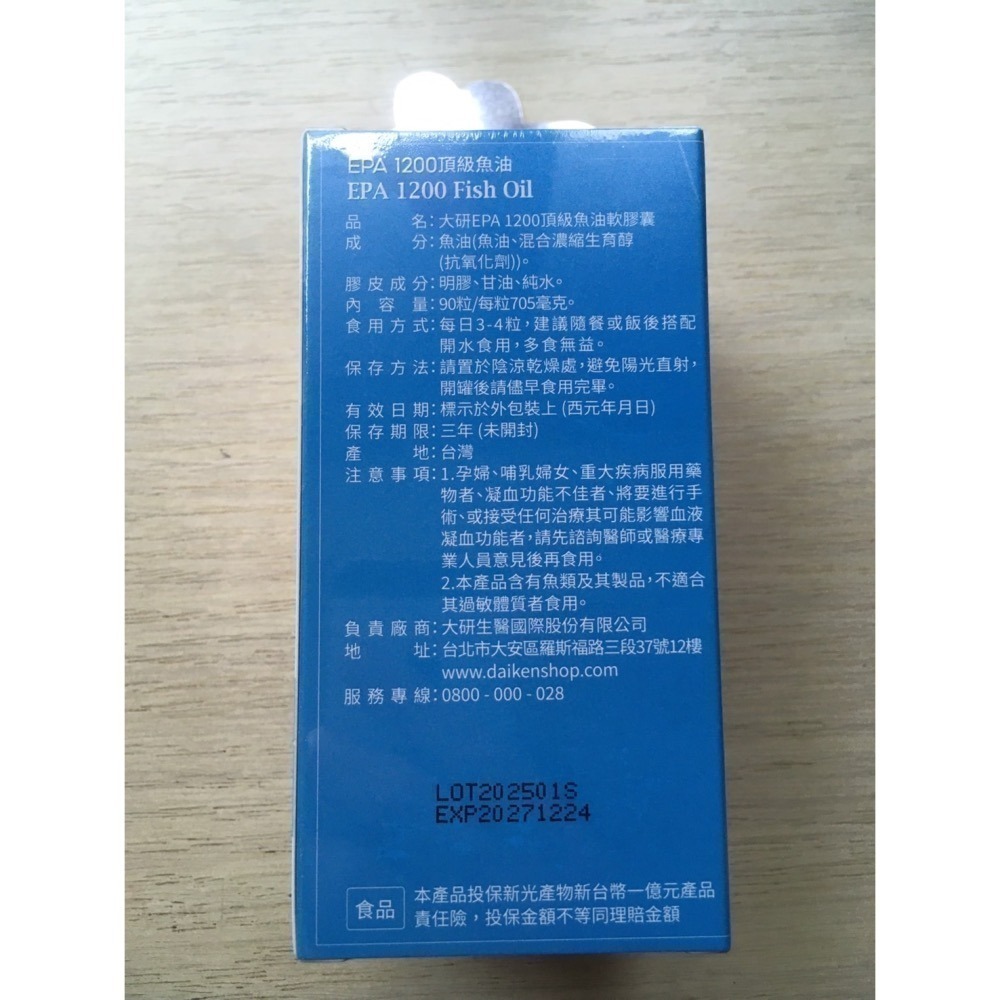 EPA 1200頂級魚油
EPA 1200 Fish Oil
品名：大研EPA 1200頂級魚油軟膠囊
成分：魚油(魚油、混合濃縮生育醇
(抗氧化劑))。
膠皮成分：明膠、甘油、純水。
內容量：90粒/每粒705毫克。
食用方式：每日3-4粒，建議隨餐或飯後搭配
開水食用，多食無益。
保存方法：請置於陰涼乾燥處，避免陽光直射，
開罐後請儘早食用完畢。
有效日期：標示於外包裝上 (西元年月日)
保存期限：三年 (未開封)
產地：台灣
注意事項：1.孕婦、哺乳婦女、重大疾病服用藥
物者、凝血功能不佳者、將要進行手
術、或接受任何治療其可能影響血液
凝血功能者，請先諮詢醫師或醫療專
業人員意見後再食用。
2.本產品含有魚類及其製品，不適合
其過敏體質者食用。
負責廠商：大研生醫國際股份有限公司
地址：台北市大安區羅斯福路三段37號12樓
www.daikenshop.com
服務專線：0800 - 000 - 028
LOT202501S
EXP20271224
食品
本產品投保新光產物新台幣一億元產品
責任險，投保金額不等同理賠金額